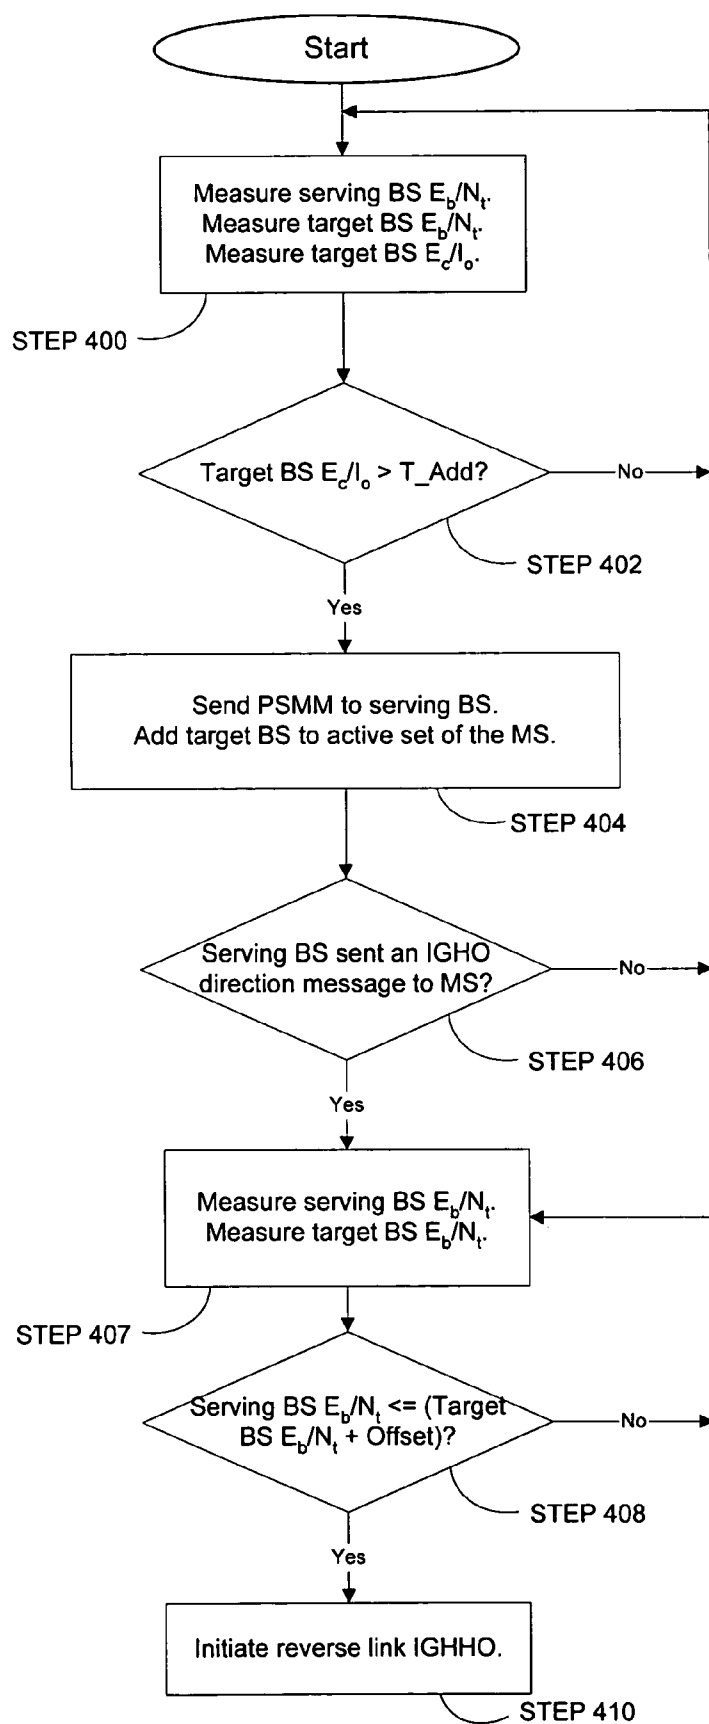 Start
Measure serving BS Eb/Nt.
Measure target BS Eb/Nt.
Measure target BS Ec/Io.
STEP 400
Target BS Ec/Io > T_Add?
No
STEP 402
Yes
Send PSMM to serving BS.
Add target BS to active set of the MS.
STEP 404
Serving BS sent an IGHO
direction message to MS?
No
STEP 406
Yes
Measure serving BS Eb/Nt.
Measure target BS Eb/Nt.
STEP 407
Serving BS Eb/Nt <= (Target
BS Eb/Nt + Offset)?
No
STEP 408
Yes
Initiate reverse link IGHHO.
STEP 410